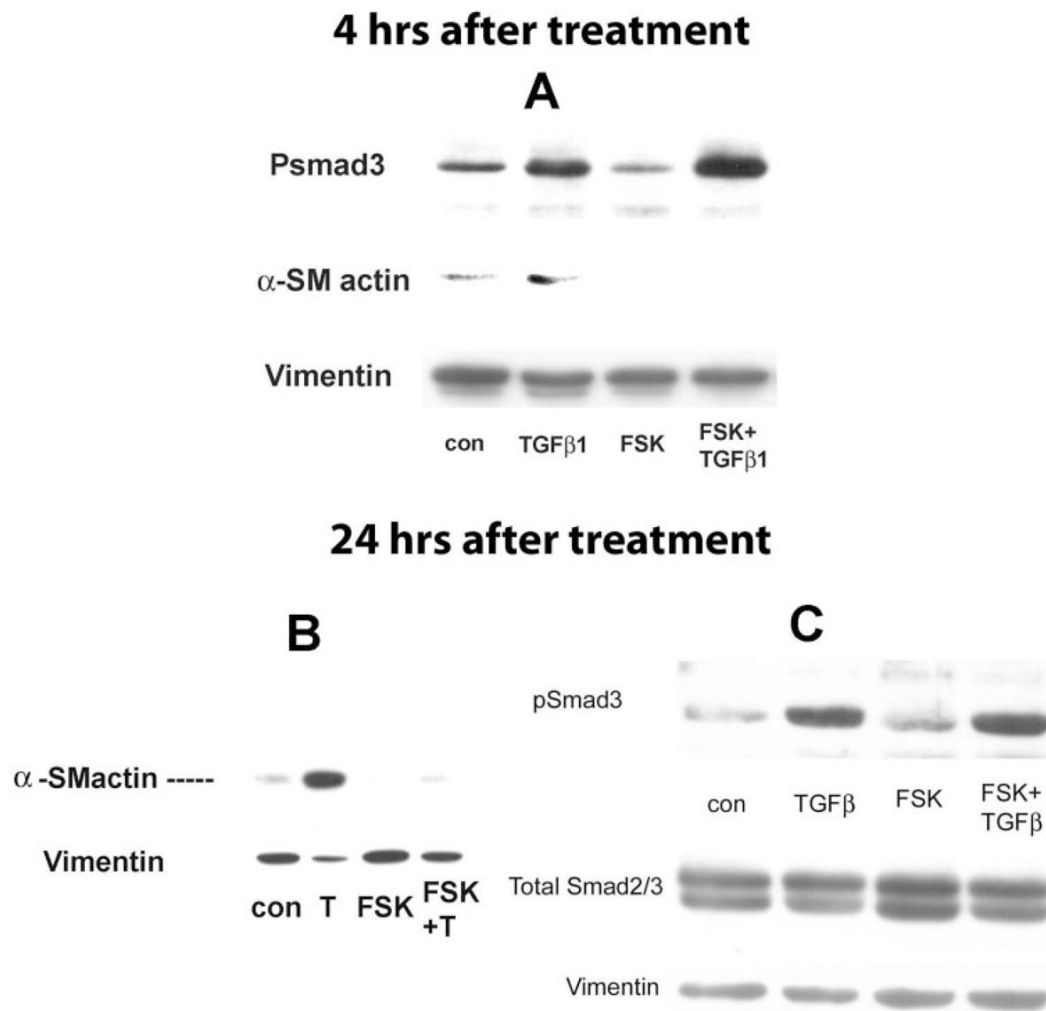 4 hrs after treatment
A
Psmad3
α-SM actin
Vimentin
con TGFβ1 FSK FSK+
TGFβ1
24 hrs after treatment
B
α-SMactin -----
Vimentin
con T FSK FSK
+T
C
pSmad3
con TGFβ FSK FSK+
TGFβ
Total Smad2/3
Vimentin